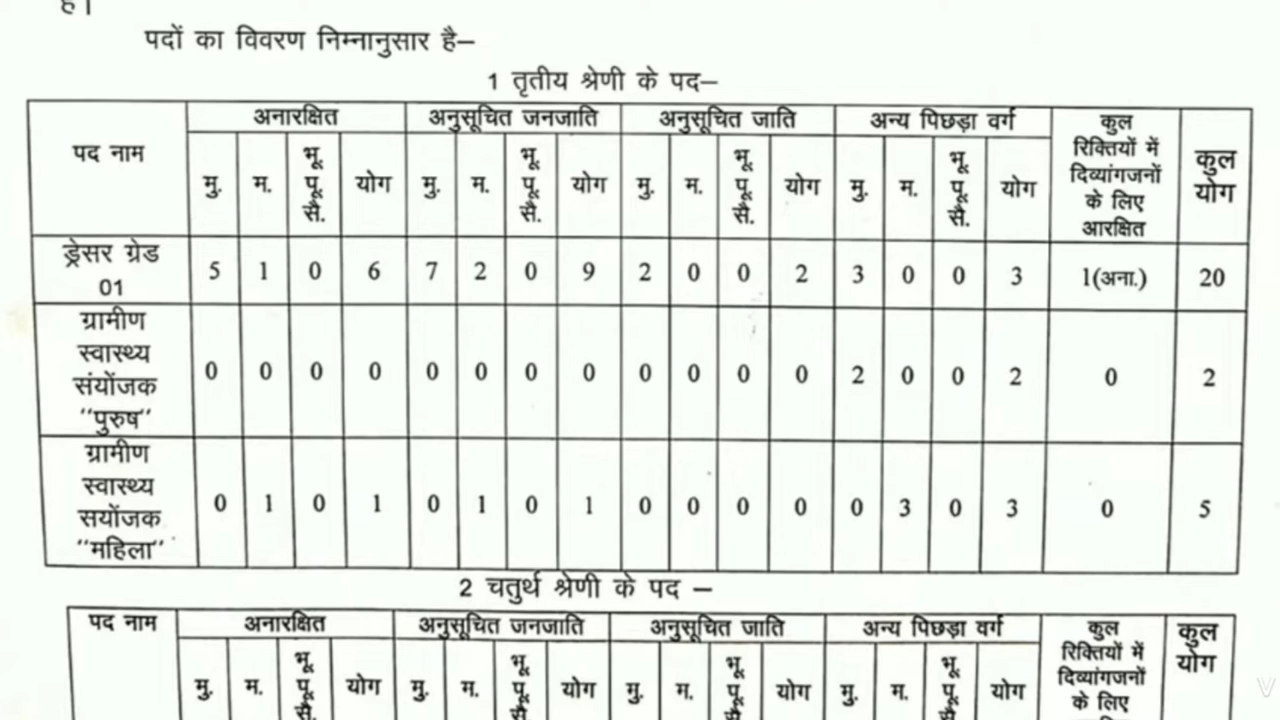 है।
पदों का विवरण निम्नानुसार है–
1 तृतीय श्रेणी के पद–
पद नाम अनारक्षित अनुसूचित जनजाति अनुसूचित जाति अन्य पिछड़ा वर्ग कुल रिक्तियों में दिव्यांगजनों के लिए आरक्षित कुल योग
मु. म. भू.पू.सै. योग मु. म. भू.पू.सै. योग मु. म. भू.पू.सै. योग मु. म. भू.पू.सै. योग
ड्रेसर ग्रेड 01 5 1 0 6 7 2 0 9 2 0 0 2 3 0 0 3 1(अना.) 20
ग्रामीण स्वास्थ्य संयोंजक "पुरुष" 0 0 0 0 0 0 0 0 0 0 0 0 2 0 0 2 0 2
ग्रामीण स्वास्थ्य सयोंजक "महिला" 0 1 0 1 0 1 0 1 0 0 0 0 0 3 0 3 0 5
2 चतुर्थ श्रेणी के पद –
पद नाम अनारक्षित अनुसूचित जनजाति अनुसूचित जाति अन्य पिछड़ा वर्ग कुल रिक्तियों में दिव्यांगजनों के लिए कुल योग
मु. म. भू.पू.सै. योग मु. म. भू.पू.सै. योग मु. म. भू.पू.सै. योग मु. म. भू.पू.सै. योग
V